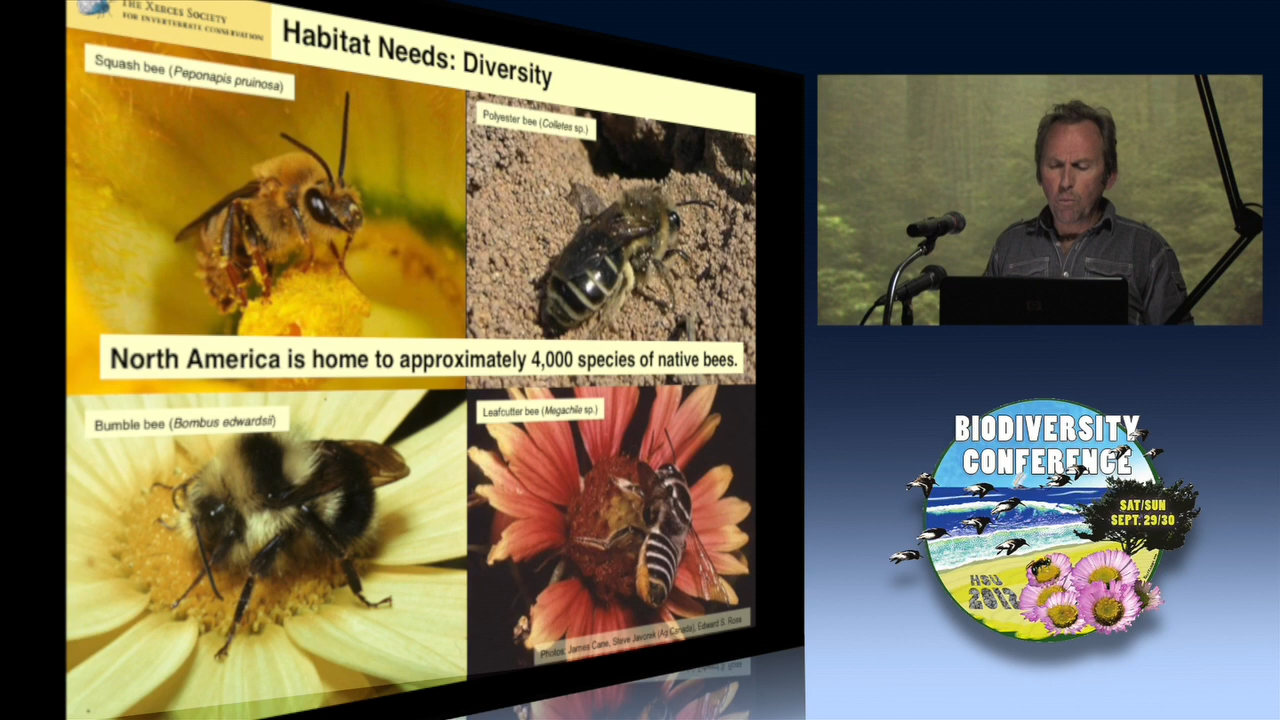 THE XERCES SOCIETY
FOR INVERTEBRATE CONSERVATION
Habitat Needs: Diversity
Squash bee (Peponapis pruinosa)
Polyester bee (Colletes sp.)
North America is home to approximately 4,000 species of native bees.
Bumble bee (Bombus edwardsii)
Leafcutter bee (Megachile sp.)
Photos: James Cane, Steve Javorek (Ag Canada), Edward S. Ross
BIODIVERSITY
CONFERENCE
SAT/SUN
SEPT. 29/30
HSU
2012